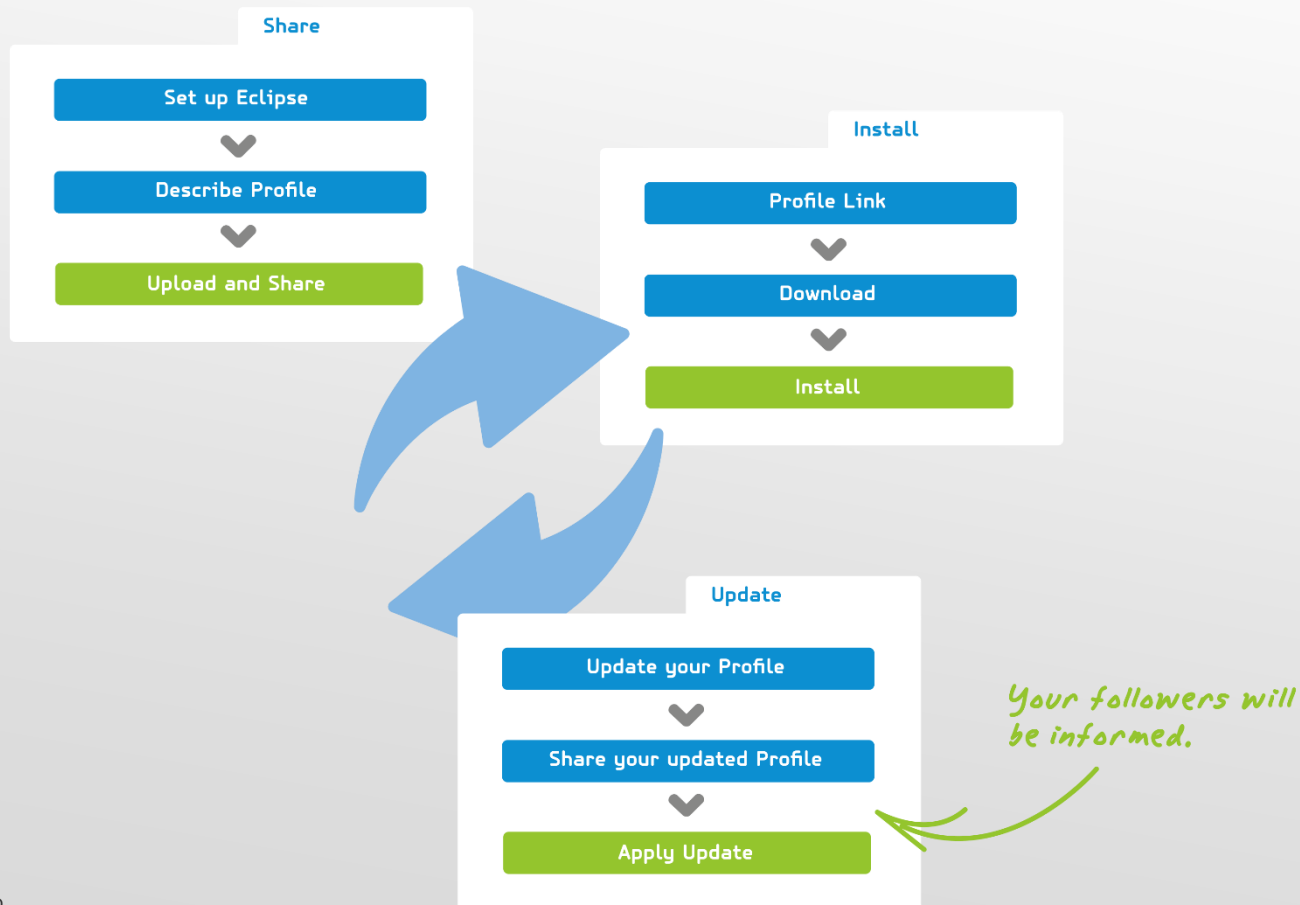 Share
Set up Eclipse
Describe Profile
Upload and Share
Install
Profile Link
Download
Install
Update
Update your Profile
Share your updated Profile
Apply Update
Your followers will
be informed.